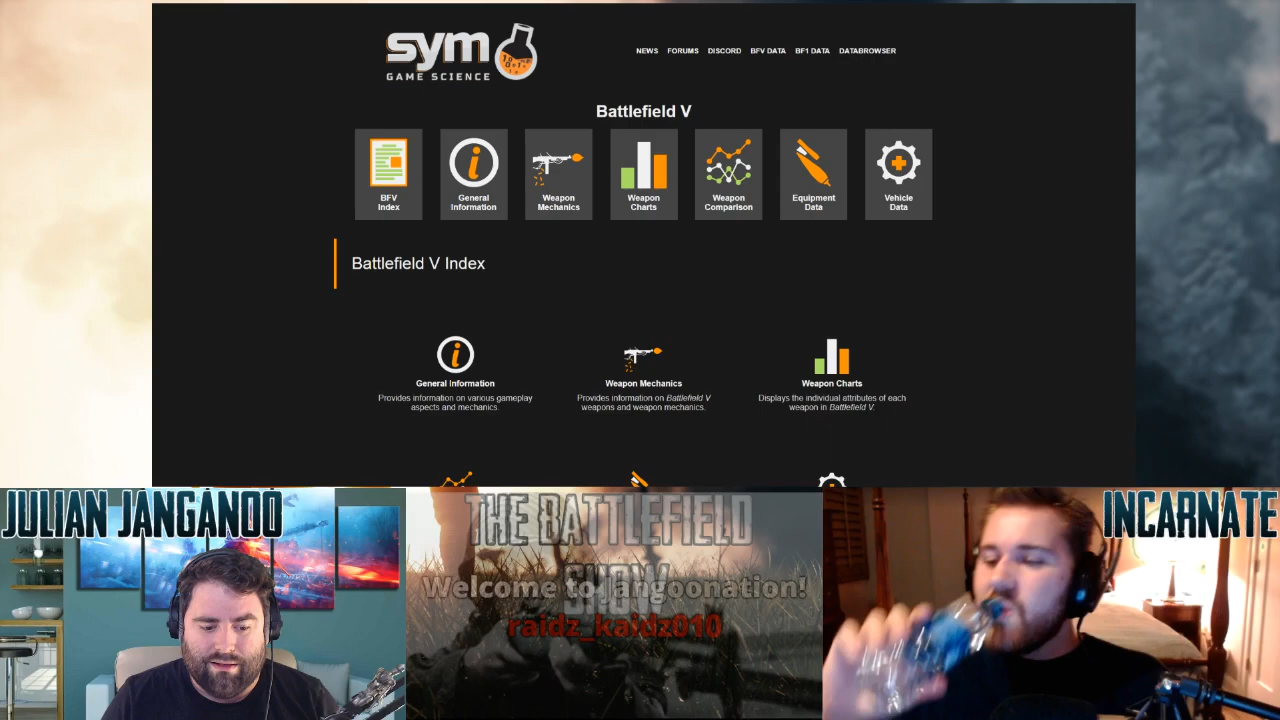 sym
GAME SCIENCE
NEWS FORUMS DISCORD BFV DATA BF1 DATA DATABROWSER
Battlefield V
BFV
Index
General
Information
Weapon
Mechanics
Weapon
Charts
Weapon
Comparison
Equipment
Data
Vehicle
Data
Battlefield V Index
General Information
Provides information on various gameplay
aspects and mechanics.
Weapon Mechanics
Provides information on Battlefield V
weapons and weapon mechanics.
Weapon Charts
Displays the individual attributes of each
weapon in Battlefield V.
JULIAN JANGANOO
THE BATTLEFIELD
SHOW
Welcome to Jangoonation!
raidz_kaidz010
INCARNATE